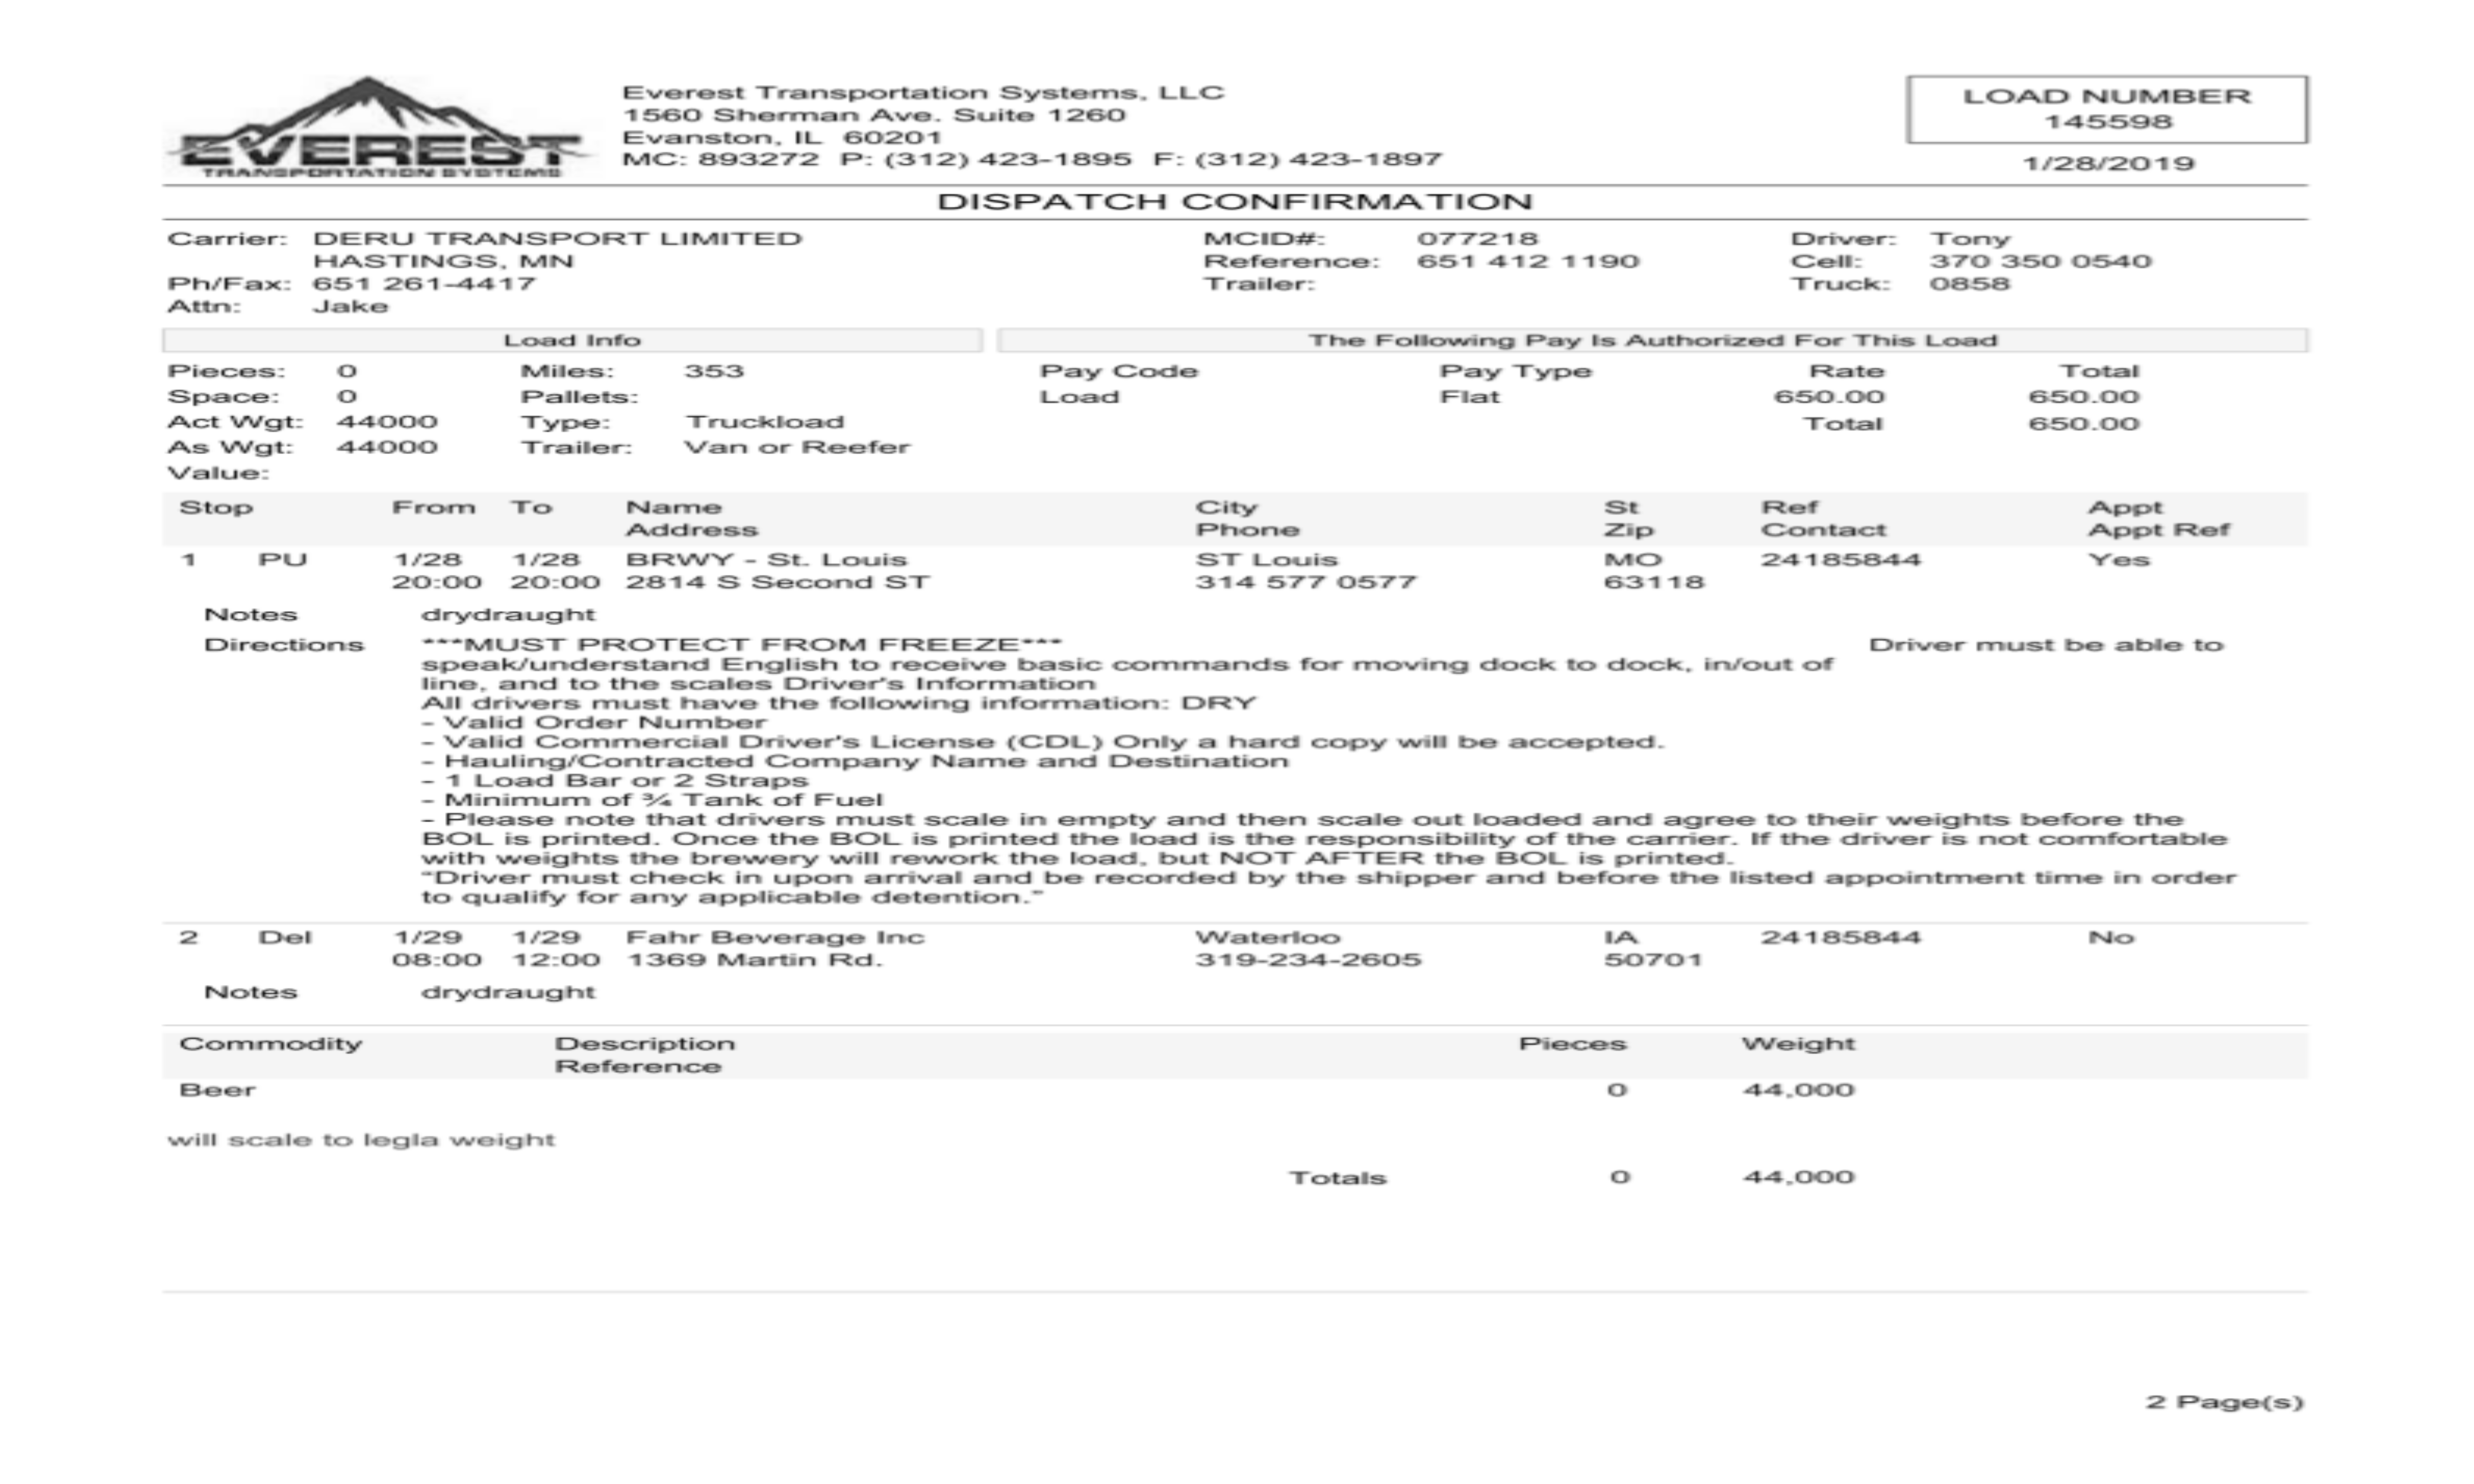 EVEREST
TRANSPORTATION SYSTEMS
Everest Transportation Systems, LLC
1560 Sherman Ave. Suite 1260
Evanston, IL 60201
MC: 893272 P: (312) 423-1895 F: (312) 423-1897
LOAD NUMBER
145598
1/28/2019
DISPATCH CONFIRMATION
Carrier: DERU TRANSPORT LIMITED MCID#: 077218 Driver: Tony
HASTINGS, MN Reference: 651 412 1190 Cell: 370 350 0540
Ph/Fax: 651 261-4417 Trailer: Truck: 0858
Attn: Jake
Load Info The Following Pay Is Authorized For This Load
Pieces: 0 Miles: 353 Pay Code Pay Type Rate Total
Space: 0 Pallets: Load Flat 650.00 650.00
Act Wgt: 44000 Type: Truckload Total 650.00
As Wgt: 44000 Trailer: Van or Reefer
Value:
Stop From To Name City St Ref Appt
Address Phone Zip Contact Appt Ref
1 PU 1/28 1/28 BRWY - St. Louis ST Louis MO 24185844 Yes
20:00 20:00 2814 S Second ST 314 577 0577 63118
Notes drydraught
Directions ***MUST PROTECT FROM FREEZE*** Driver must be able to
speak/understand English to receive basic commands for moving dock to dock, in/out of
line, and to the scales Driver's Information
All drivers must have the following information: DRY
- Valid Order Number
- Valid Commercial Driver's License (CDL) Only a hard copy will be accepted.
- Hauling/Contracted Company Name and Destination
- 1 Load Bar or 2 Straps
- Minimum of ¾ Tank of Fuel
- Please note that drivers must scale in empty and then scale out loaded and agree to their weights before the
BOL is printed. Once the BOL is printed the load is the responsibility of the carrier. If the driver is not comfortable
with weights the brewery will rework the load, but NOT AFTER the BOL is printed.
"Driver must check in upon arrival and be recorded by the shipper and before the listed appointment time in order
to qualify for any applicable detention."
2 Del 1/29 1/29 Fahr Beverage Inc Waterloo IA 24185844 No
08:00 12:00 1369 Martin Rd. 319-234-2605 50701
Notes drydraught
Commodity Description Pieces Weight
Reference
Beer 0 44,000
will scale to legla weight
Totals 0 44,000
2 Page(s)